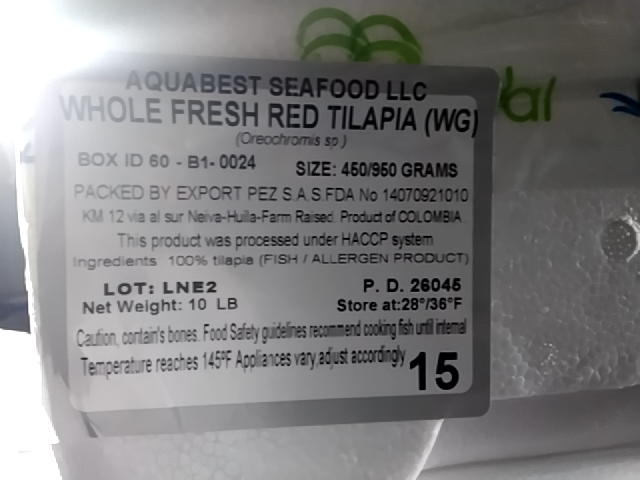 AQUABEST SEAFOOD LLC
WHOLE FRESH RED TILAPIA (WG)
(Oreochromis sp.)
BOX ID 60 - B1- 0024 SIZE: 450/950 GRAMS
PACKED BY EXPORT PEZ S.A.S.FDA No 14070921010
KM 12 via al sur Neiva-Huila-Farm Raised. Product of COLOMBIA
This product was processed under HACCP system
Ingredients 100% tilapia (FISH / ALLERGEN PRODUCT)
LOT: LNE2 P. D. 26045
Net Weight: 10 LB Store at:28°/36°F
Caution, contain's bones. Food Safety guidelines recommend cooking fish until internal
Temperature reaches 145ºF Appliances vary,adjust accordingly 15